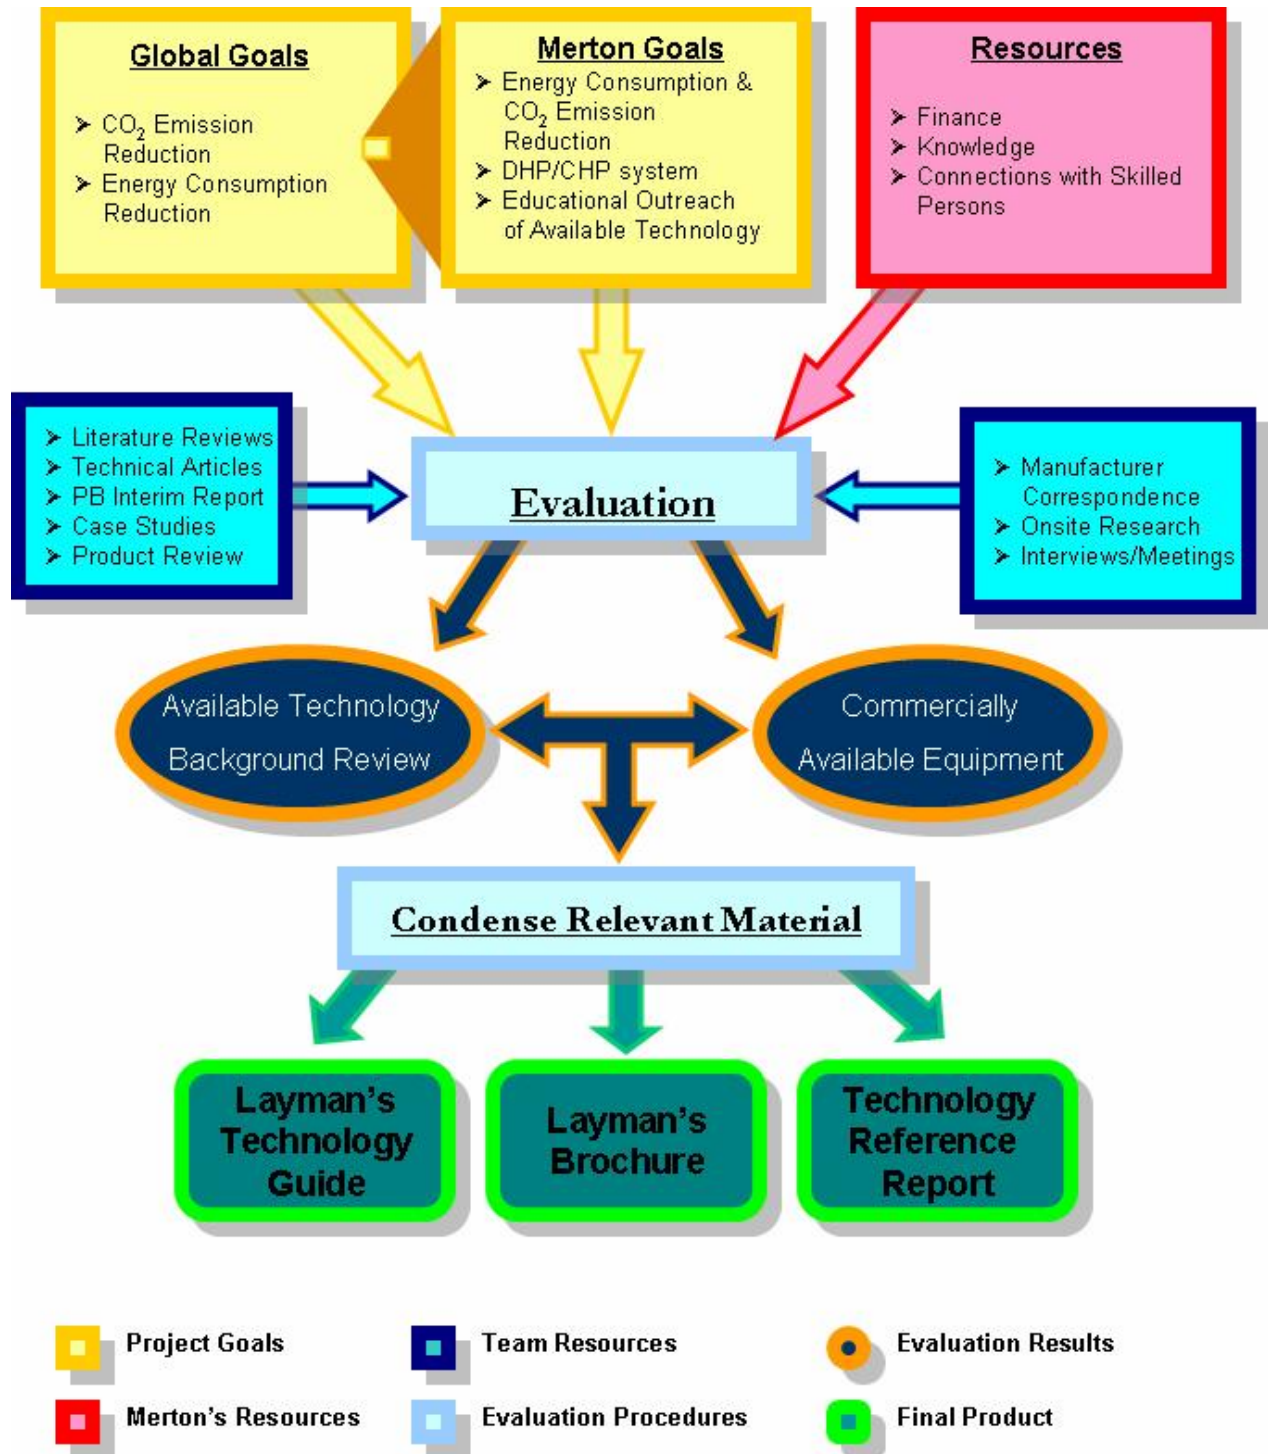 Global Goals
➤ CO₂ Emission
Reduction
➤ Energy Consumption
Reduction
Merton Goals
➤ Energy Consumption &
CO₂ Emission
Reduction
➤ DHP/CHP system
➤ Educational Outreach
of Available Technology
Resources
➤ Finance
➤ Knowledge
➤ Connections with Skilled
Persons
➤ Literature Reviews
➤ Technical Articles
➤ PB Interim Report
➤ Case Studies
➤ Product Review
Evaluation
➤ Manufacturer
Correspondence
➤ Onsite Research
➤ Interviews/Meetings
Available Technology
Background Review
Commercially
Available Equipment
Condense Relevant Material
Layman's
Technology
Guide
Layman's
Brochure
Technology
Reference
Report
Project Goals
Team Resources
Evaluation Results
Merton's Resources
Evaluation Procedures
Final Product